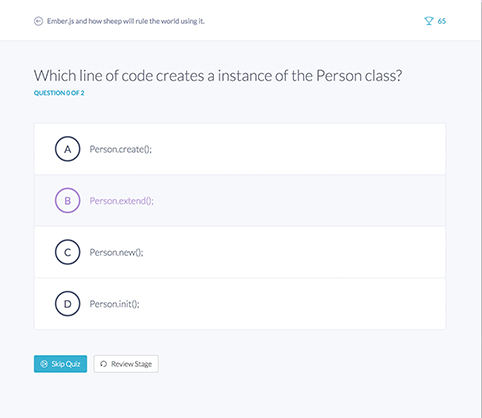 Ember.js and how sheep will rule the world using it.
65
Which line of code creates a instance of the Person class?
QUESTION 0 OF 2
A Person.create();
B Person.extend();
C Person.new();
D Person.init();
Skip Quiz Review Stage